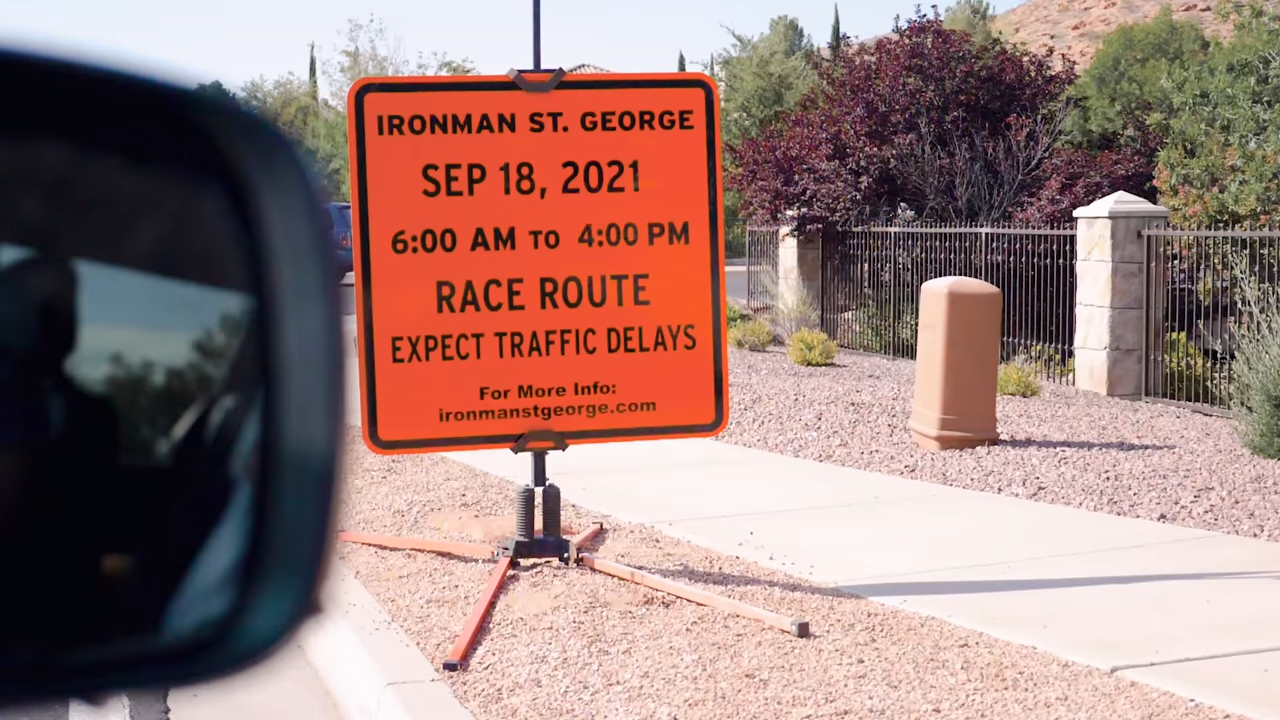 IRONMAN ST. GEORGE
SEP 18, 2021
6:00 AM TO 4:00 PM
RACE ROUTE
EXPECT TRAFFIC DELAYS
For More Info:
ironmanstgeorge.com